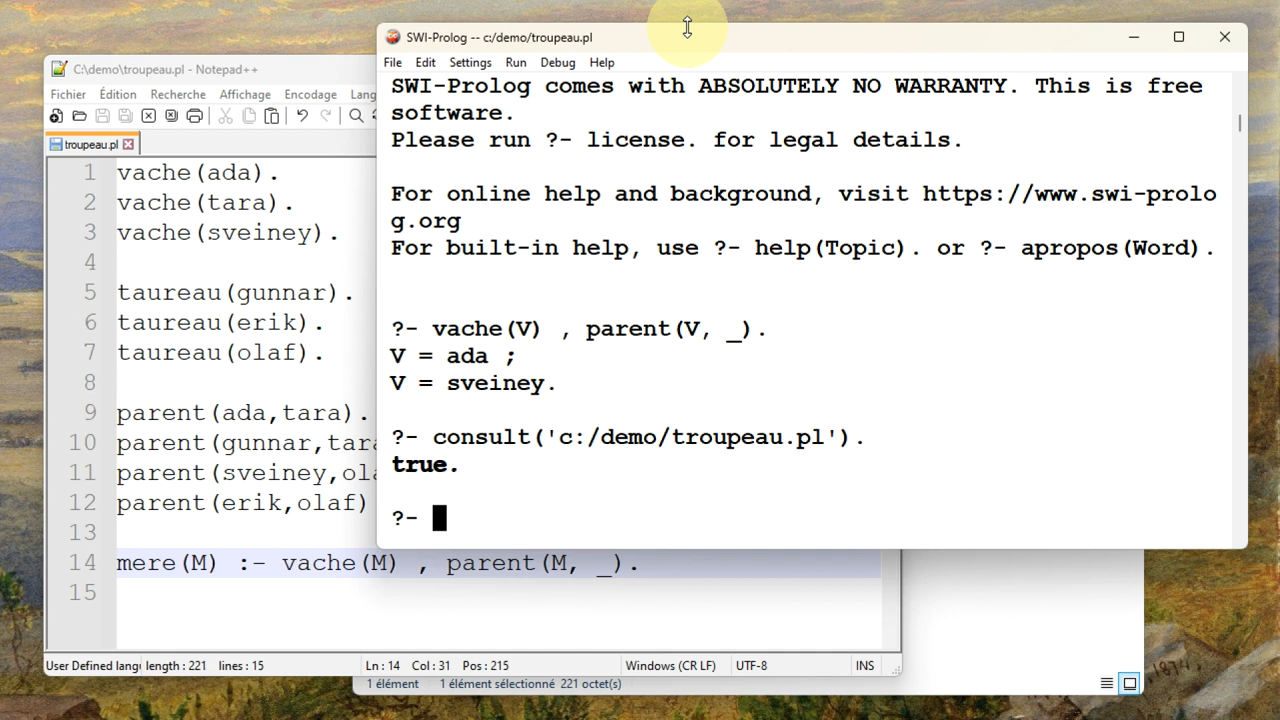 SWI-Prolog -- c:/demo/troupeau.pl
File Edit Settings Run Debug Help
SWI-Prolog comes with ABSOLUTELY NO WARRANTY. This is free
software.
Please run ?- license. for legal details.
For online help and background, visit https://www.swi-prolo
g.org
For built-in help, use ?- help(Topic). or ?- apropos(Word).
?- vache(V) , parent(V, _).
V = ada ;
V = sveiney.
?- consult('c:/demo/troupeau.pl').
true.
?-
C:\demo\troupeau.pl - Notepad++
Fichier Édition Recherche Affichage Encodage Lang
troupeau.pl
1 vache(ada).
2 vache(tara).
3 vache(sveiney).
4
5 taureau(gunnar).
6 taureau(erik).
7 taureau(olaf).
8
9 parent(ada,tara).
10 parent(gunnar,tara
11 parent(sveiney,ola
12 parent(erik,olaf)
13
14 mere(M) :- vache(M) , parent(M, _).
15
User Defined langu length : 221 lines : 15 Ln : 14 Col : 31 Pos : 215 Windows (CR LF) UTF-8 INS
1 élément 1 élément sélectionné 221 octet(s)